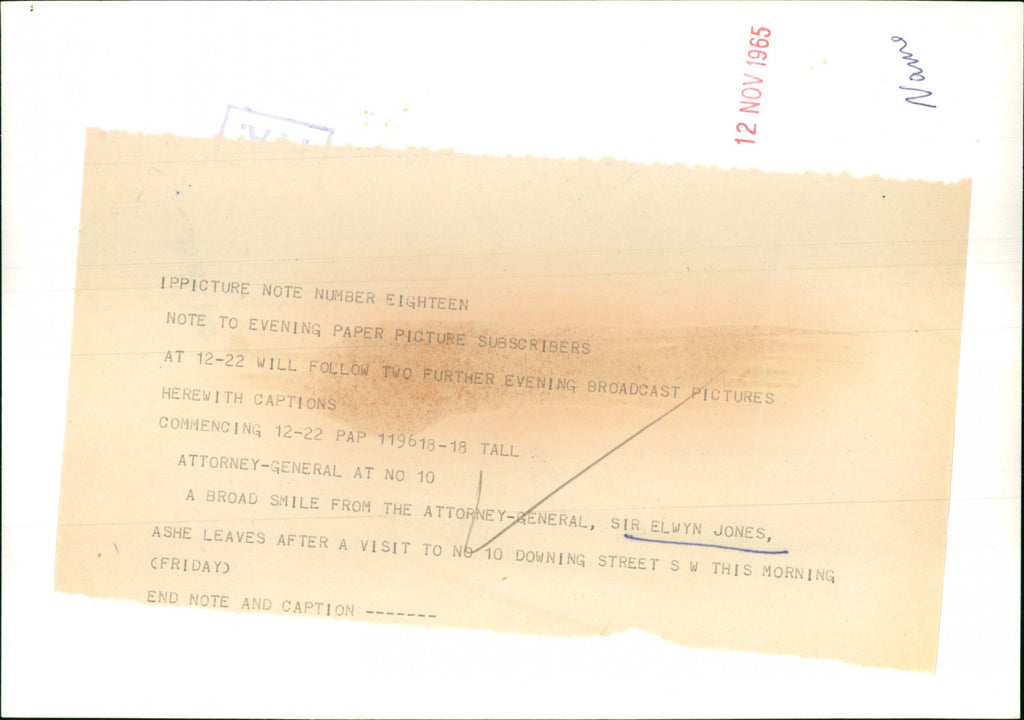 12 NOV 1965
Name
IPPICTURE NOTE NUMBER EIGHTEEN
NOTE TO EVENING PAPER PICTURE SUBSCRIBERS
AT 12-22 WILL FOLLOW TWO FURTHER EVENING BROADCAST PICTURES
HEREWITH CAPTIONS
COMMENCING 12-22 PAP 119618-18 TALL
ATTORNEY-GENERAL AT NO 10
A BROAD SMILE FROM THE ATTORNEY-GENERAL, SIR ELWYN JONES,
ASHE LEAVES AFTER A VISIT TO NO 10 DOWNING STREET S W THIS MORNING
(FRIDAY)
END NOTE AND CAPTION -------